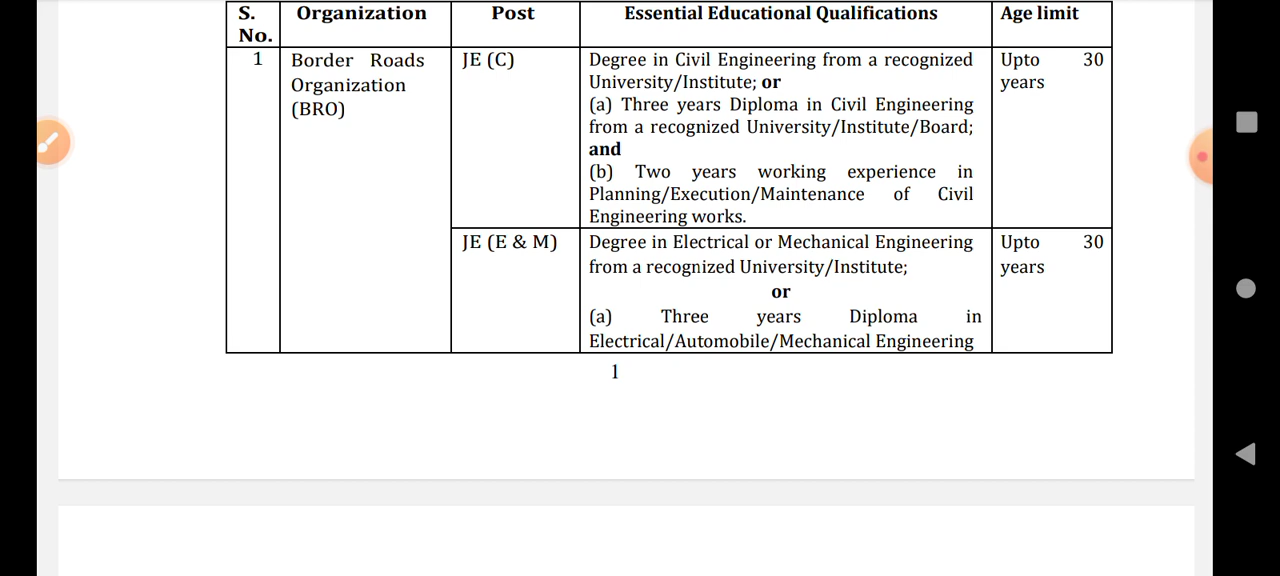 S. No. Organization Post Essential Educational Qualifications Age limit
1 Border Roads Organization (BRO) JE (C) Degree in Civil Engineering from a recognized Upto 30 years
University/Institute; or
(a) Three years Diploma in Civil Engineering
from a recognized University/Institute/Board;
and
(b) Two years working experience in
Planning/Execution/Maintenance of Civil
Engineering works.
JE (E & M) Degree in Electrical or Mechanical Engineering Upto 30 years
from a recognized University/Institute;
or
(a) Three years Diploma in
Electrical/Automobile/Mechanical Engineering
1